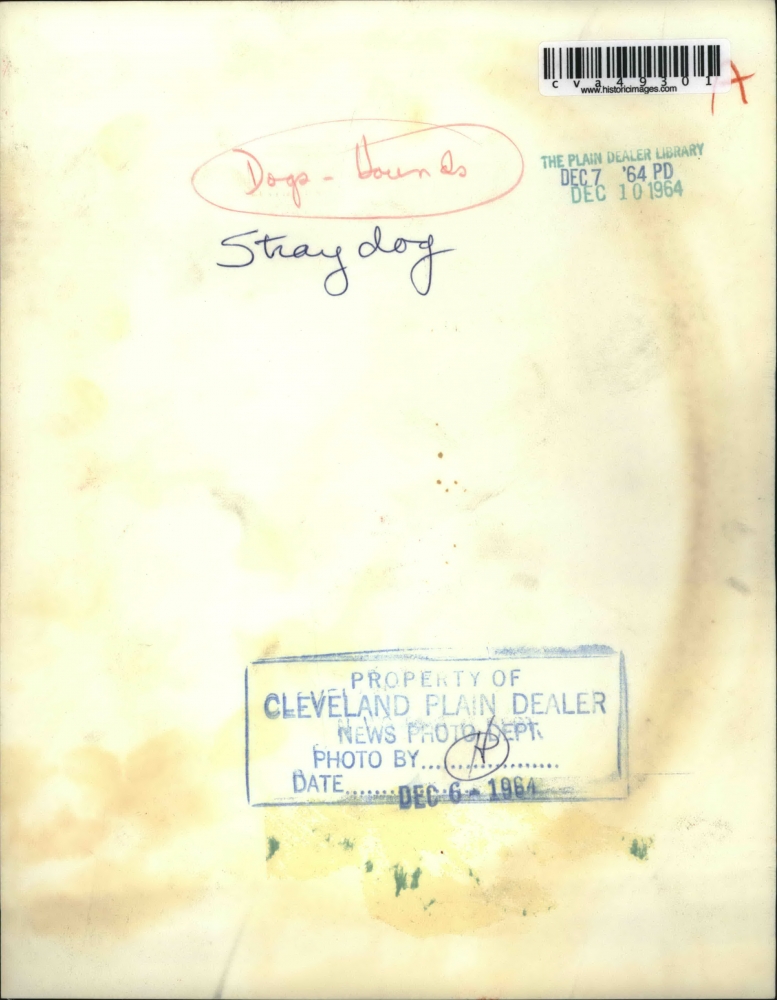 cva49301
www.historicimages.com
Dogs - Hounds
THE PLAIN DEALER LIBRARY
DEC 7 '64 PD
DEC 10 1964
Stray dog
PROPERTY OF
CLEVELAND PLAIN DEALER
NEWS PHOTO DEPT.
PHOTO BY....H..............
DATE........DEC 6 - 1964